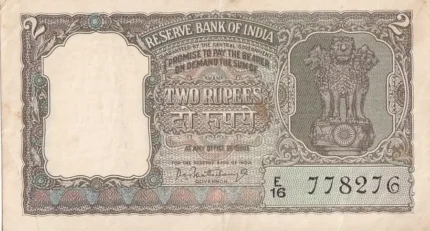 2 2
RESERVE BANK OF INDIA
GUARANTEED BY THE CENTRAL GOVERNMENT
I PROMISE TO PAY THE BEARER
ON DEMAND THE SUM OF
TWO RUPEES
दो रुपये
AT ANY OFFICE OF ISSUE
FOR THE RESERVE BANK OF INDIA
GOVERNOR
E/16 778276